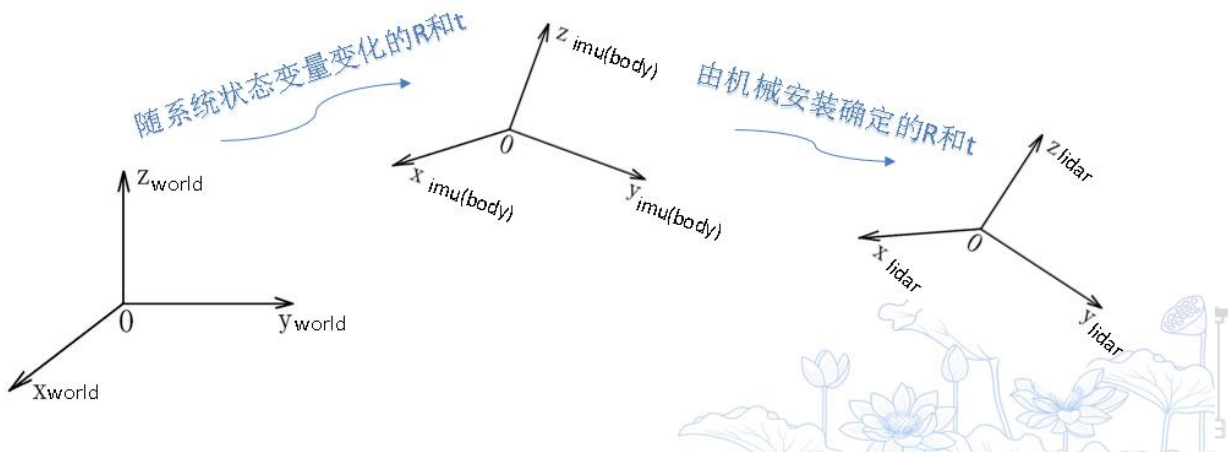 随系统状态变量变化的R和t
z imu(body)
0
x imu(body)
y imu(body)
由机械安装确定的R和t
z lidar
0
x lidar
y lidar
z world
0
y world
x world